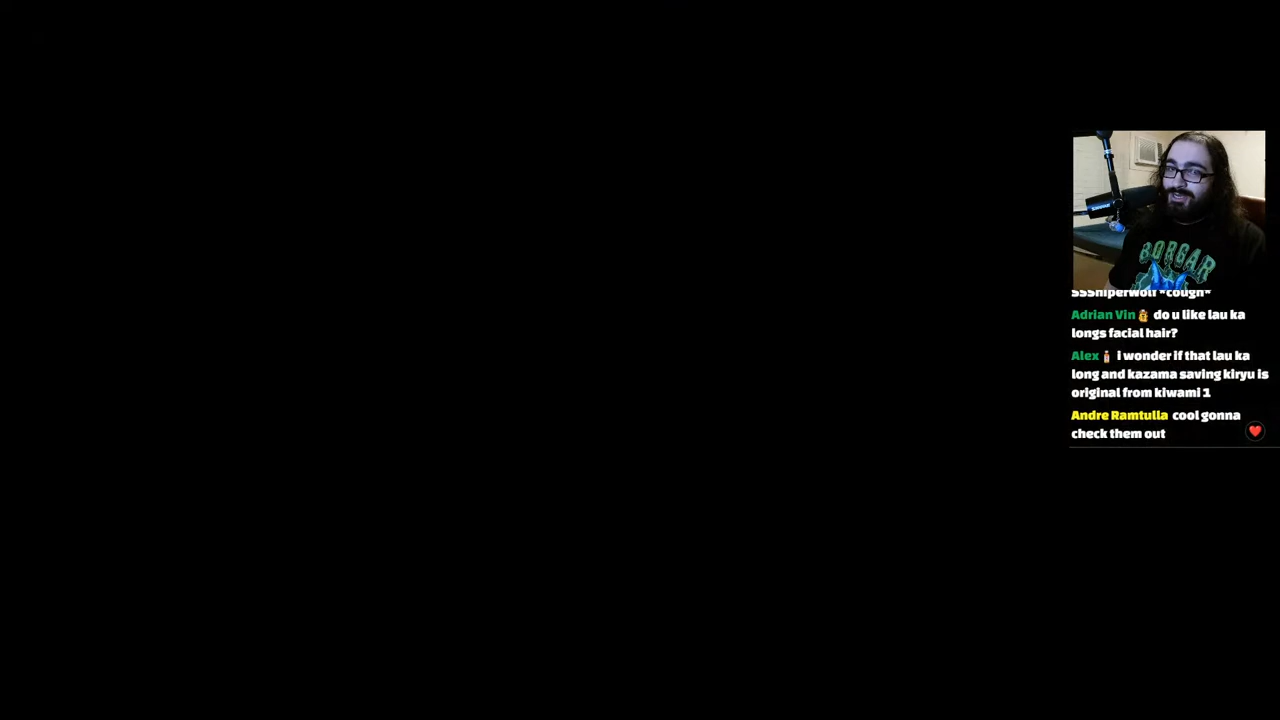 SHURE
BORGAR
SSSniperwolf *cough*
Adrian Vin do u like lau ka
longs facial hair?
Alex i wonder if that lau ka
long and kazama saving kiryu is
original from kiwami 1
Andre Ramtulla cool gonna
check them out